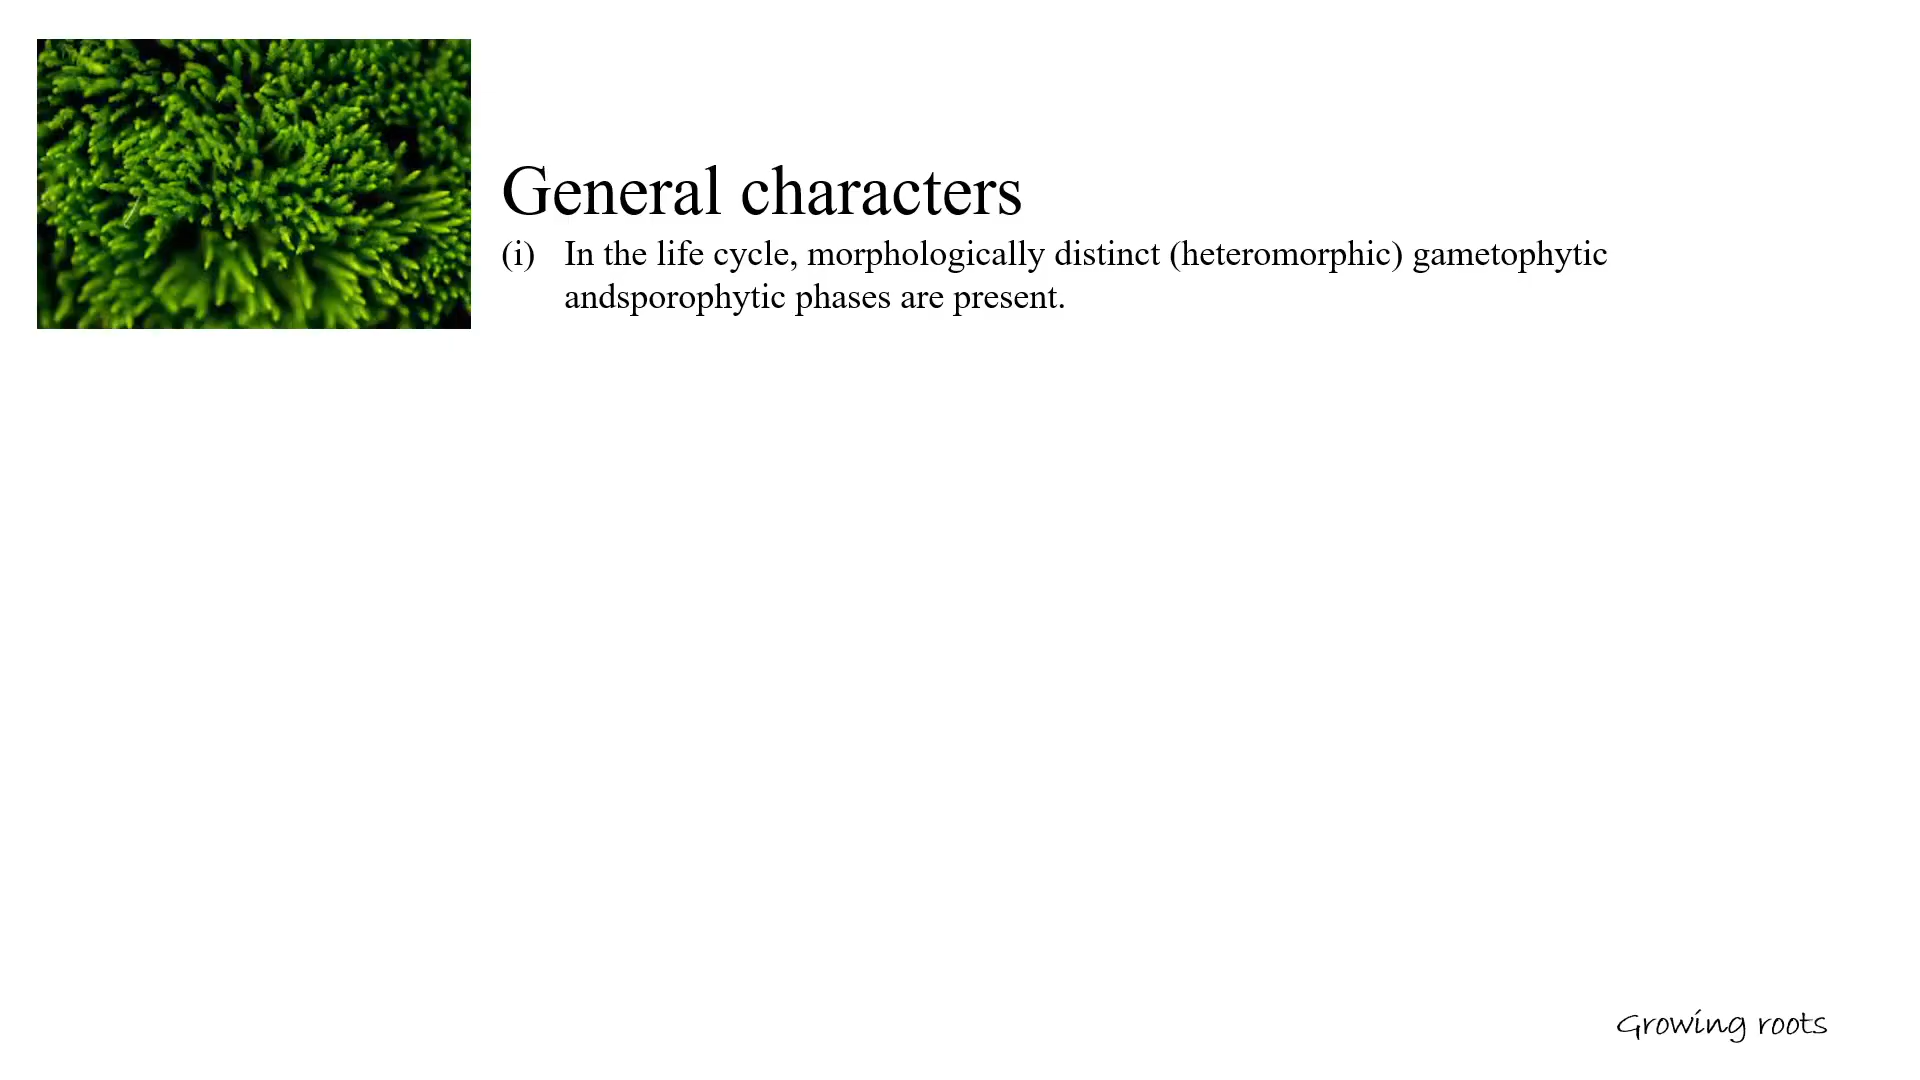 General characters
(i) In the life cycle, morphologically distinct (heteromorphic) gametophytic
andsporophytic phases are present.
Growing roots